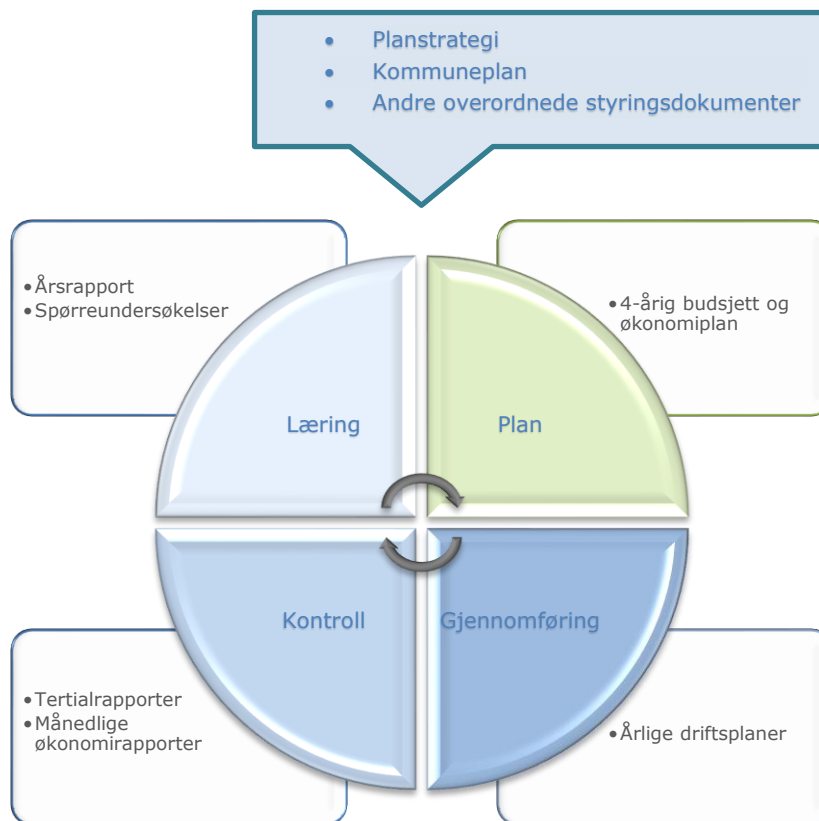 • Planstrategi
• Kommuneplan
• Andre overordnede styringsdokumenter
• Årsrapport
• Spørreundersøkelser
• 4-årig budsjett og
økonomiplan
Læring
Plan
Kontroll
Gjennomføring
• Tertialrapporter
• Månedlige
økonomirapporter
• Årlige driftsplaner